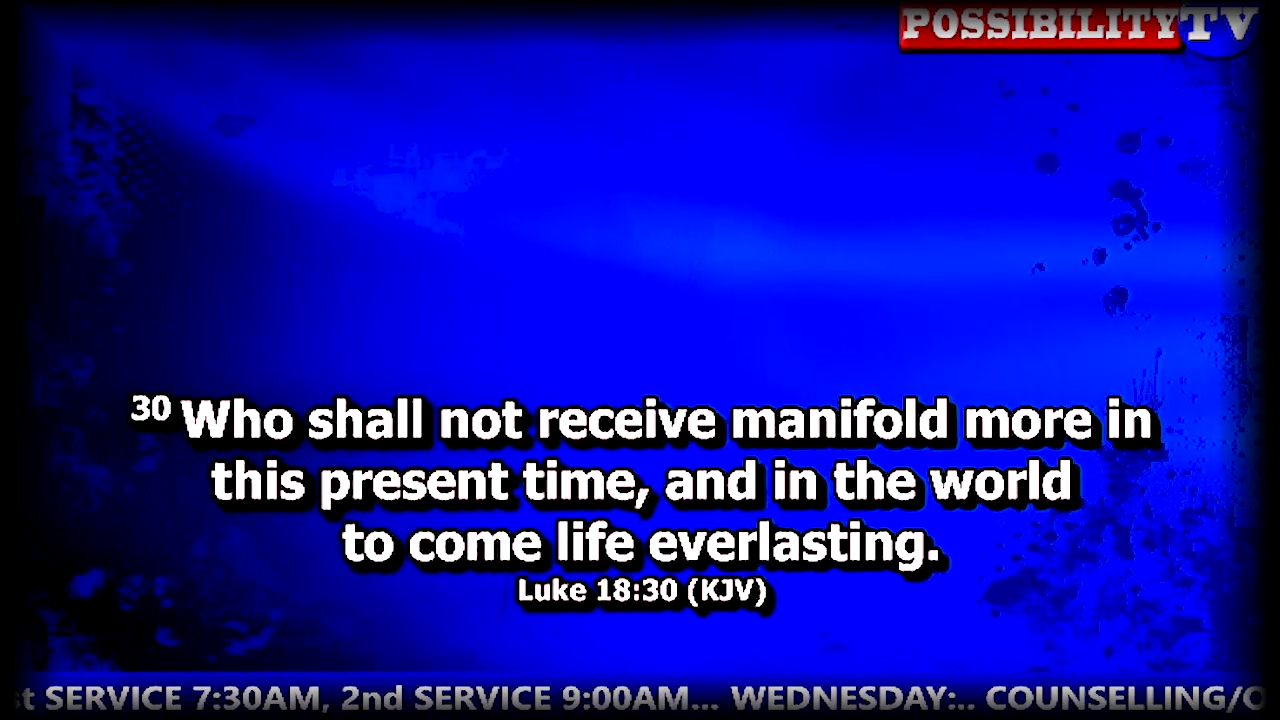 POSSIBILITY TV
30 Who shall not receive manifold more in
this present time, and in the world
to come life everlasting.
Luke 18:30 (KJV)
SERVICE 7:30AM, 2nd SERVICE 9:00AM... WEDNESDAY:.. COUNSELLING/